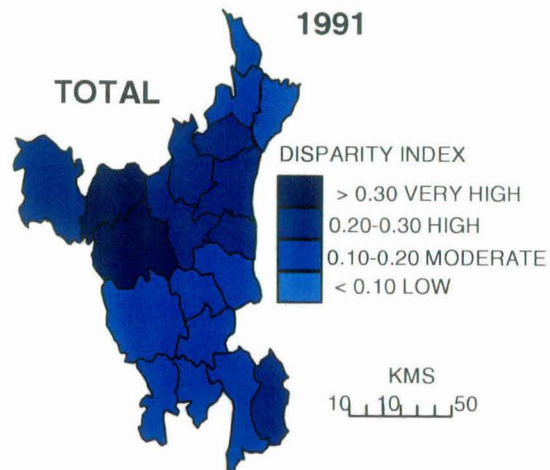 1991
TOTAL
DISPARITY INDEX
> 0.30 VERY HIGH
0.20-0.30 HIGH
0.10-0.20 MODERATE
< 0.10 LOW
KMS
10 10 50